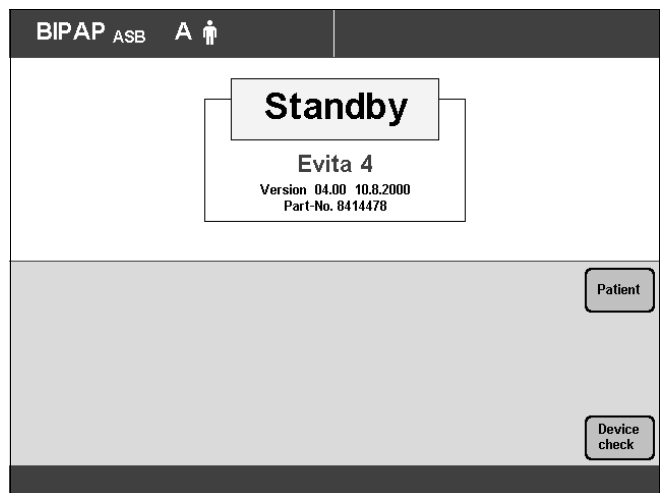 BIPAP ASB A
Standby
Evita 4
Version 04.00 10.8.2000
Part-No. 8414478
Patient
Device
check